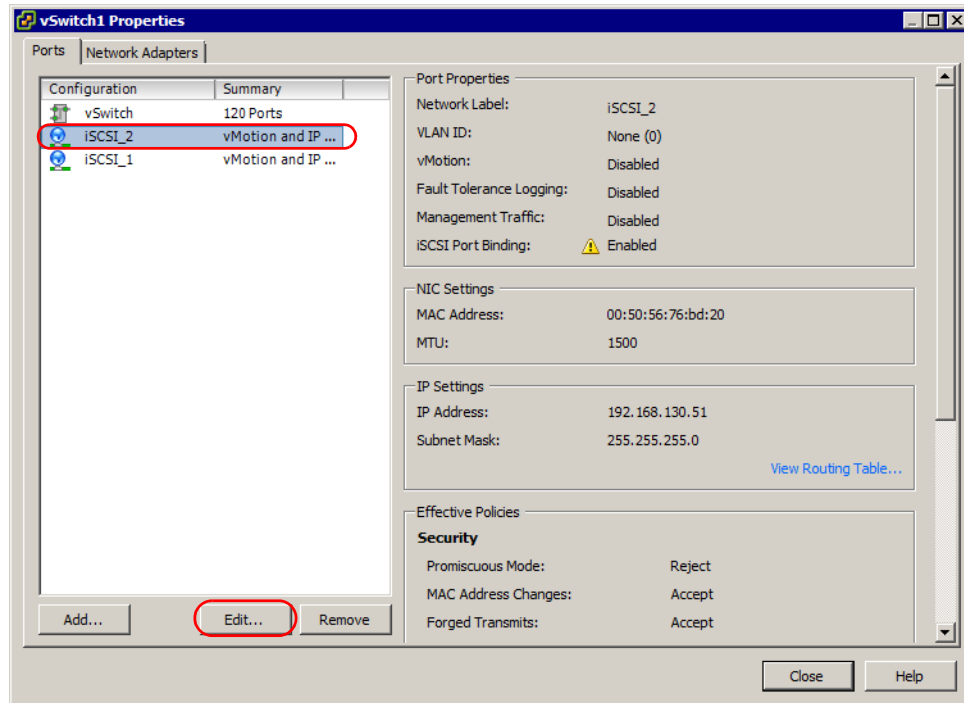 vSwitch1 Properties
Ports Network Adapters
Configuration Summary
vSwitch 120 Ports
iSCSI_2 vMotion and IP ...
iSCSI_1 vMotion and IP ...
Add... Edit... Remove
Port Properties
Network Label: iSCSI_2
VLAN ID: None (0)
vMotion: Disabled
Fault Tolerance Logging: Disabled
Management Traffic: Disabled
iSCSI Port Binding: Enabled
NIC Settings
MAC Address: 00:50:56:76:bd:20
MTU: 1500
IP Settings
IP Address: 192.168.130.51
Subnet Mask: 255.255.255.0
View Routing Table...
Effective Policies
Security
Promiscuous Mode: Reject
MAC Address Changes: Accept
Forged Transmits: Accept
Close Help